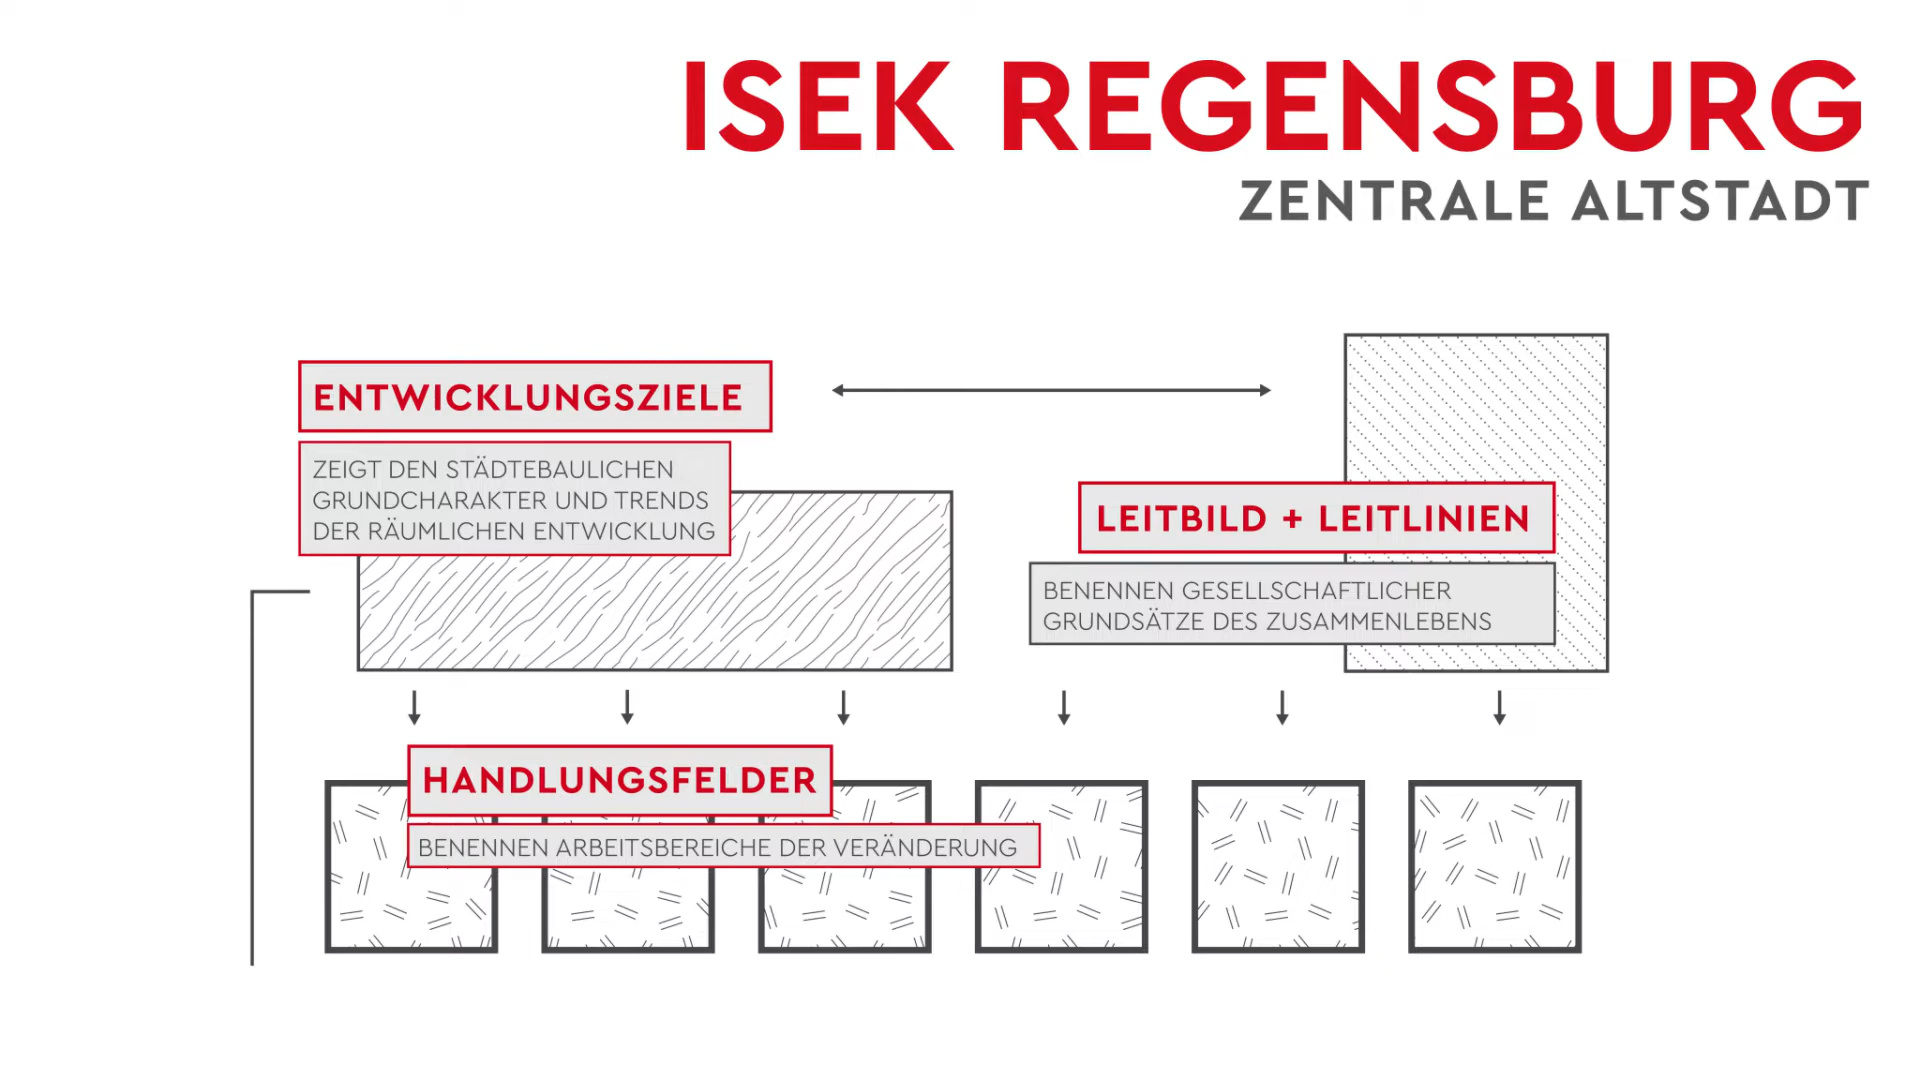 ISEK REGENSBURG
ZENTRALE ALTSTADT
ENTWICKLUNGSZIELE
ZEIGT DEN STÄDTEBAULICHEN
GRUNDCHARAKTER UND TRENDS
DER RÄUMLICHEN ENTWICKLUNG
LEITBILD + LEITLINIEN
BENENNEN GESELLSCHAFTLICHER
GRUNDSÄTZE DES ZUSAMMENLEBENS
HANDLUNGSFELDER
BENENNEN ARBEITSBEREICHE DER VERÄNDERUNG